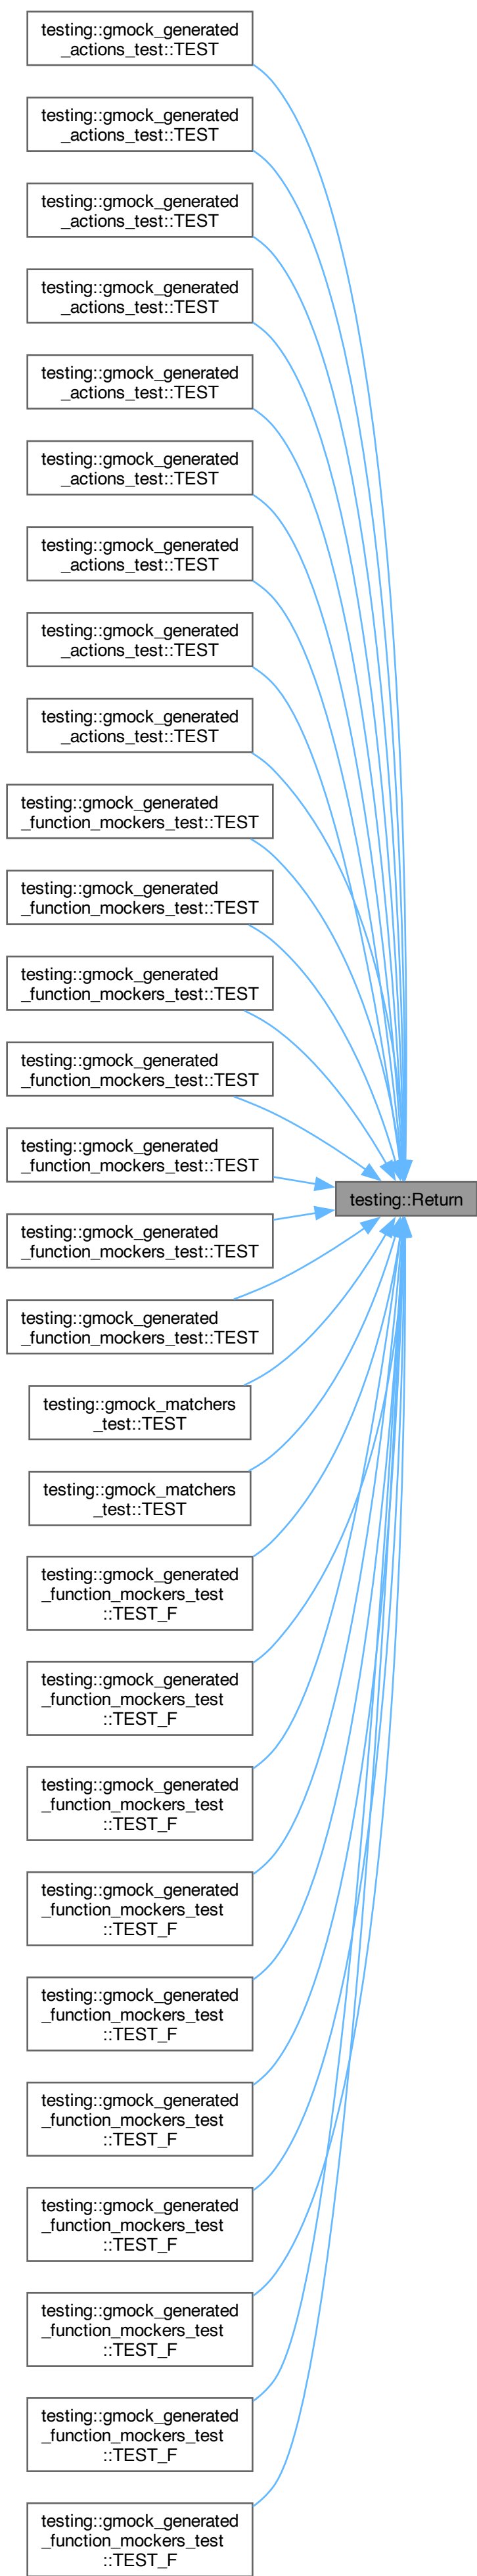 testing::gmock_generated
_actions_test::TEST
testing::gmock_generated
_actions_test::TEST
testing::gmock_generated
_actions_test::TEST
testing::gmock_generated
_actions_test::TEST
testing::gmock_generated
_actions_test::TEST
testing::gmock_generated
_actions_test::TEST
testing::gmock_generated
_actions_test::TEST
testing::gmock_generated
_actions_test::TEST
testing::gmock_generated
_actions_test::TEST
testing::gmock_generated
_function_mockers_test::TEST
testing::gmock_generated
_function_mockers_test::TEST
testing::gmock_generated
_function_mockers_test::TEST
testing::gmock_generated
_function_mockers_test::TEST
testing::gmock_generated
_function_mockers_test::TEST
testing::Return
testing::gmock_generated
_function_mockers_test::TEST
testing::gmock_generated
_function_mockers_test::TEST
testing::gmock_matchers
_test::TEST
testing::gmock_matchers
_test::TEST
testing::gmock_generated
_function_mockers_test
::TEST_F
testing::gmock_generated
_function_mockers_test
::TEST_F
testing::gmock_generated
_function_mockers_test
::TEST_F
testing::gmock_generated
_function_mockers_test
::TEST_F
testing::gmock_generated
_function_mockers_test
::TEST_F
testing::gmock_generated
_function_mockers_test
::TEST_F
testing::gmock_generated
_function_mockers_test
::TEST_F
testing::gmock_generated
_function_mockers_test
::TEST_F
testing::gmock_generated
_function_mockers_test
::TEST_F
testing::gmock_generated
_function_mockers_test
::TEST_F